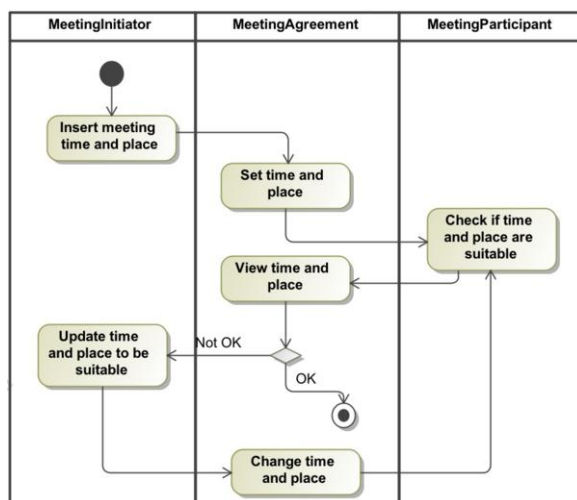 MeetingInitiator
MeetingAgreement
MeetingParticipant
Insert meeting
time and place
Set time and
place
Check if time
and place are
suitable
View time and
place
Update time
and place to be
suitable
Not OK
OK
Change time
and place